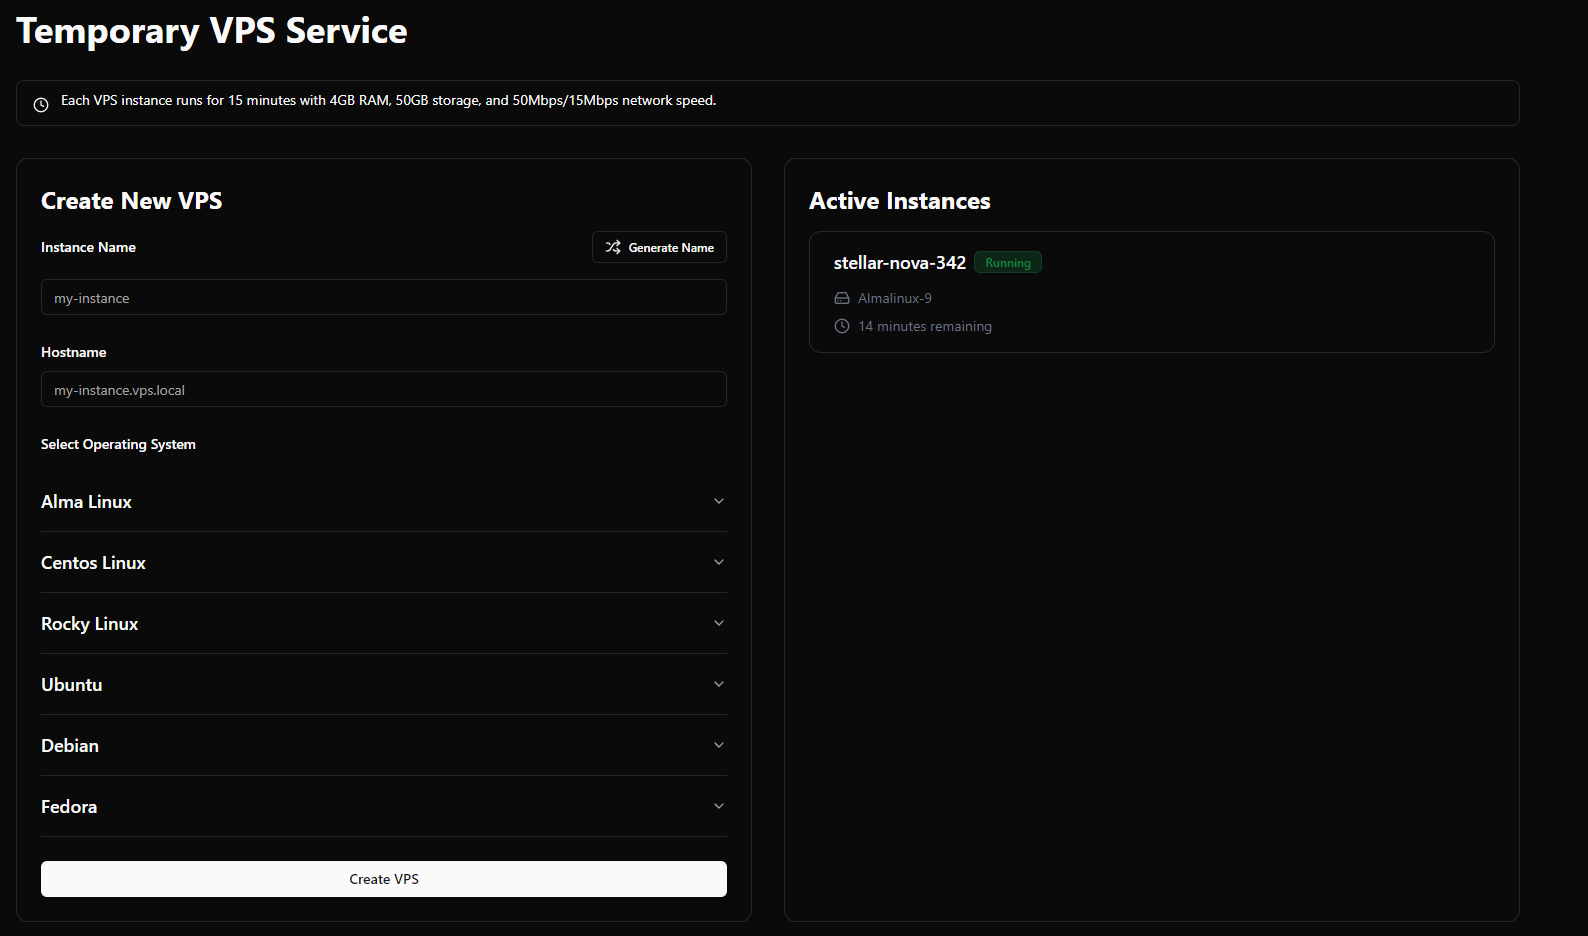 Temporary VPS Service
Each VPS instance runs for 15 minutes with 4GB RAM, 50GB storage, and 50Mbps/15Mbps network speed.
Create New VPS
Instance Name
Generate Name
my-instance
Hostname
my-instance.vps.local
Select Operating System
Alma Linux
Centos Linux
Rocky Linux
Ubuntu
Debian
Fedora
Create VPS
Active Instances
stellar-nova-342 Running
Almalinux-9
14 minutes remaining